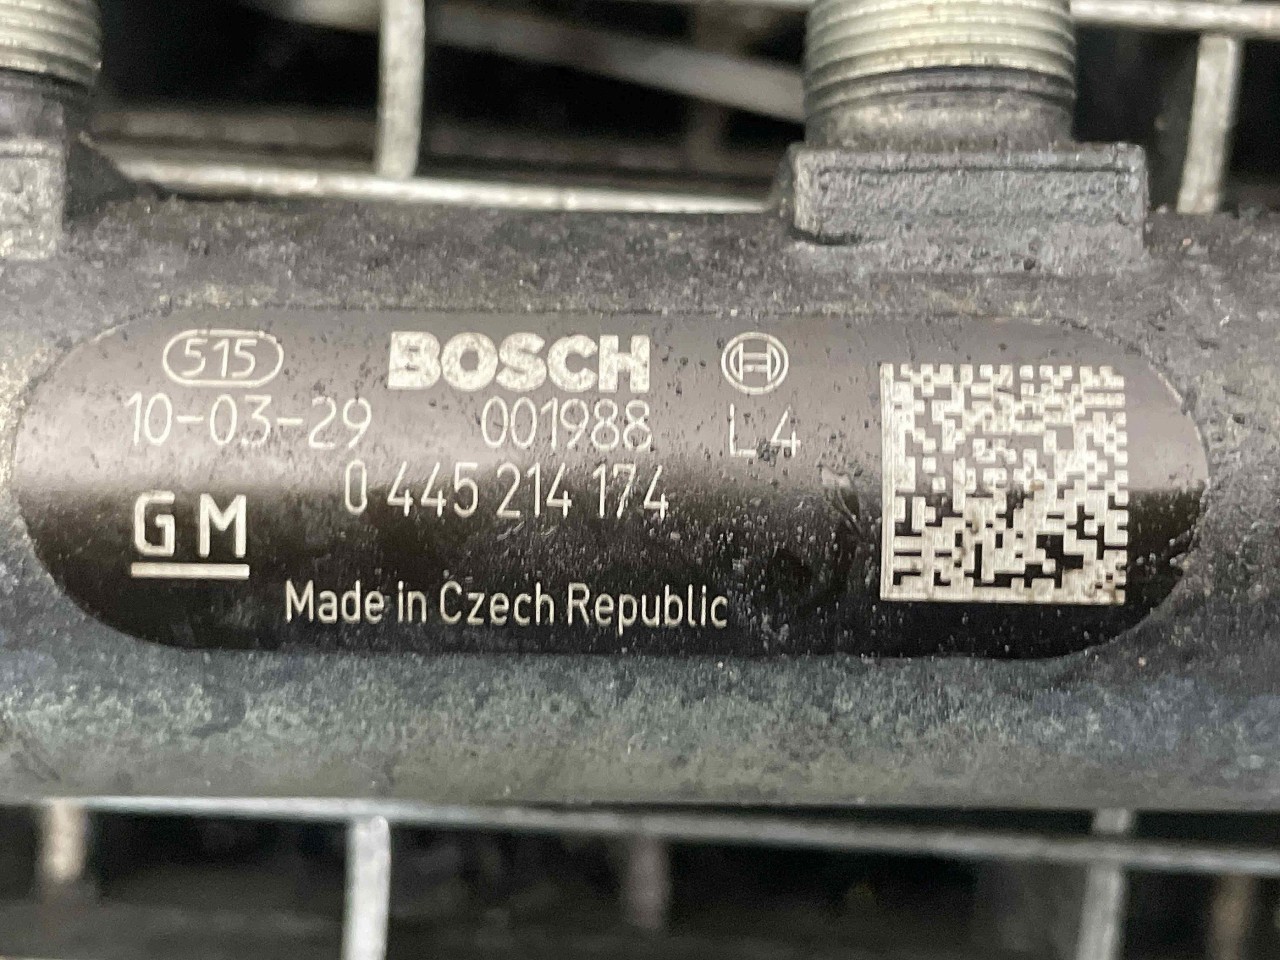 515 BOSCH
10-03-29 001988 L4
0 445 214 174
GM
Made in Czech Republic